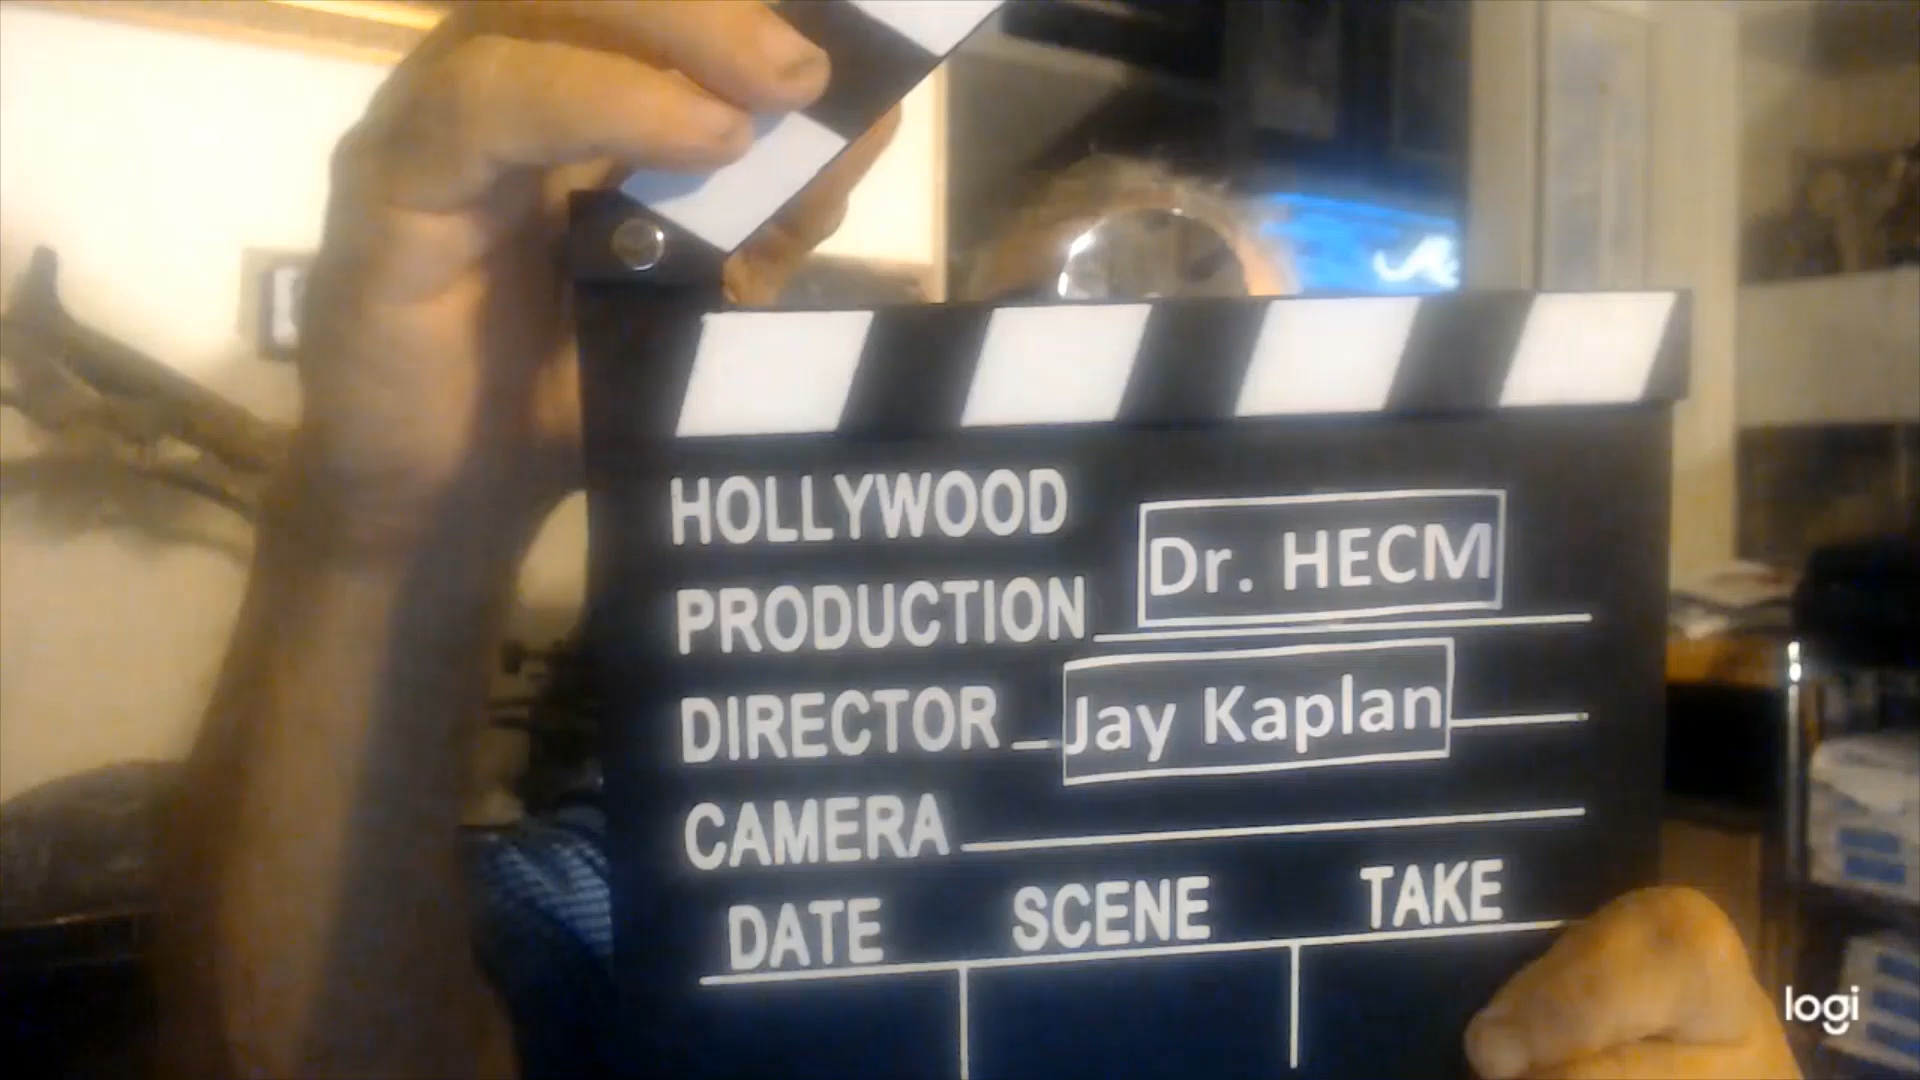 HOLLYWOOD
Dr. HECM
PRODUCTION
DIRECTOR Jay Kaplan
CAMERA
DATE SCENE TAKE
logi